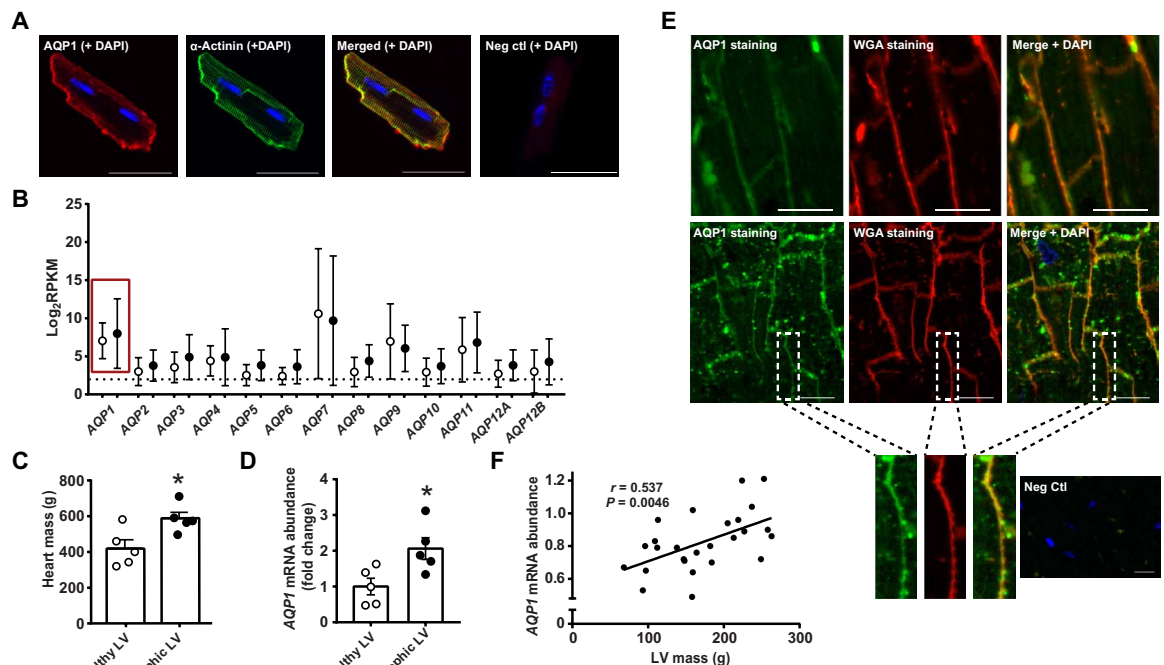 A
AQP1 (+ DAPI)
α-Actinin (+DAPI)
Merged (+ DAPI)
Neg ctl (+ DAPI)
B
Log2RPKM
25
20
15
10
5
0
AQP1
AQP2
AQP3
AQP4
AQP5
AQP6
AQP7
AQP8
AQP9
AQP10
AQP11
AQP12A
AQP12B
C
Heart mass (g)
800
600
400
200
0
*
LV
LV
D
AQP1 mRNA abundance
(fold change)
4
3
2
1
0
*
LV
LV
F
AQP1 mRNA abundance
1.2
1.0
0.8
0.6
0
r = 0.537
P = 0.0046
0
100
200
300
LV mass (g)
E
AQP1 staining
WGA staining
Merge + DAPI
AQP1 staining
WGA staining
Merge + DAPI
Neg Ctl